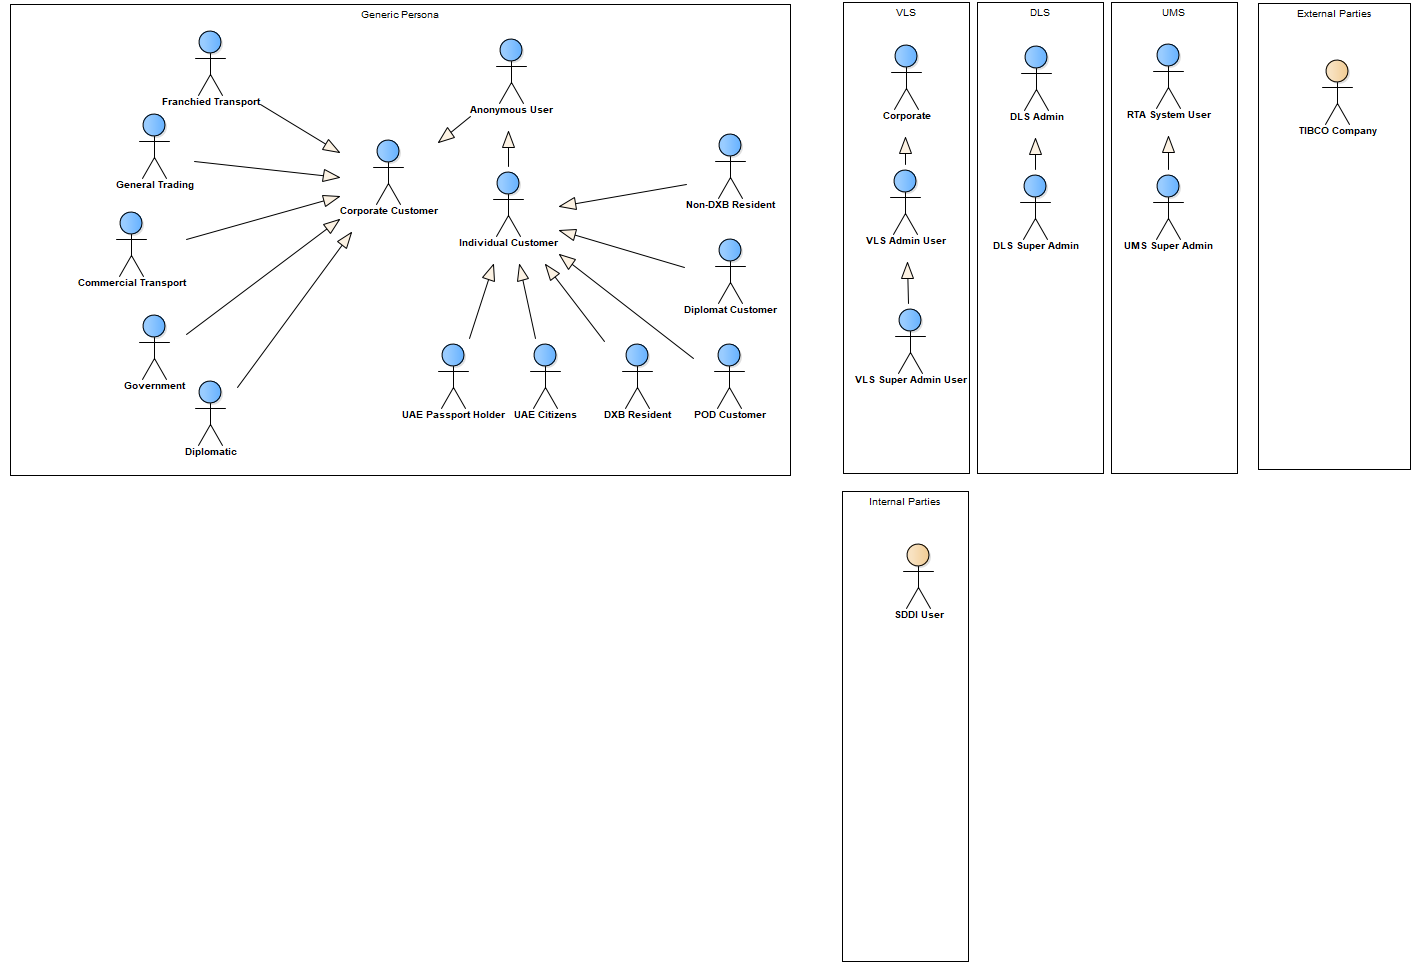 Generic Persona
Franchied Transport
Anonymous User
General Trading
Corporate Customer
Non-DXB Resident
Individual Customer
Commercial Transport
Diplomat Customer
Government
UAE Passport Holder
UAE Citizens
DXB Resident
POD Customer
Diplomatic
VLS
Corporate
VLS Admin User
VLS Super Admin User
DLS
DLS Admin
DLS Super Admin
UMS
RTA System User
UMS Super Admin
External Parties
TIBCO Company
Internal Parties
SDDI User